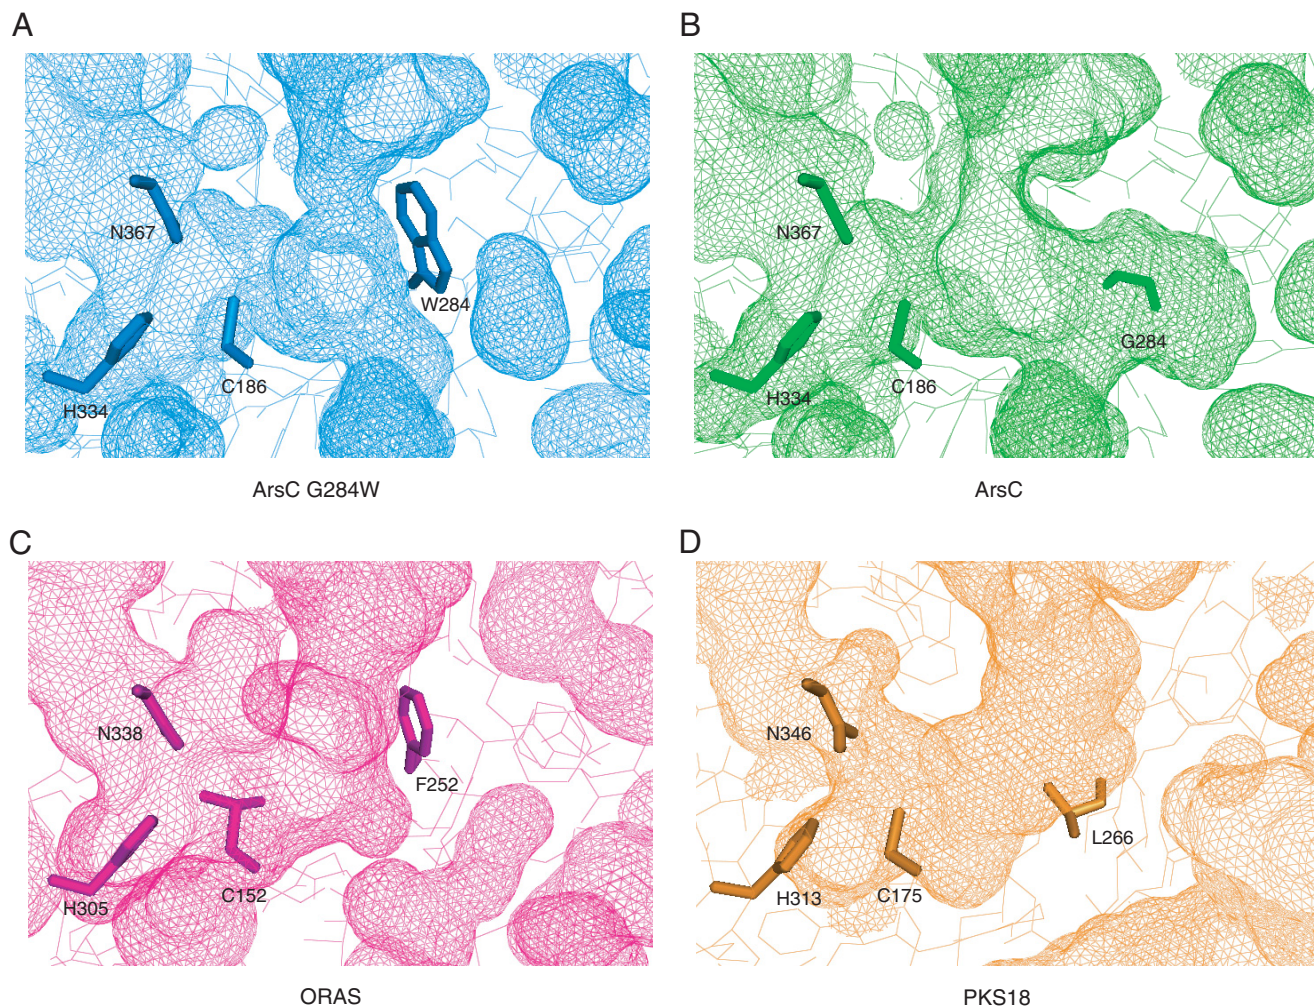 A
N367
W284
C186
H334
ArsC G284W
B
N367
G284
C186
H334
ArsC
C
N338
F252
C152
H305
ORAS
D
N346
L266
H313
C175
PKS18